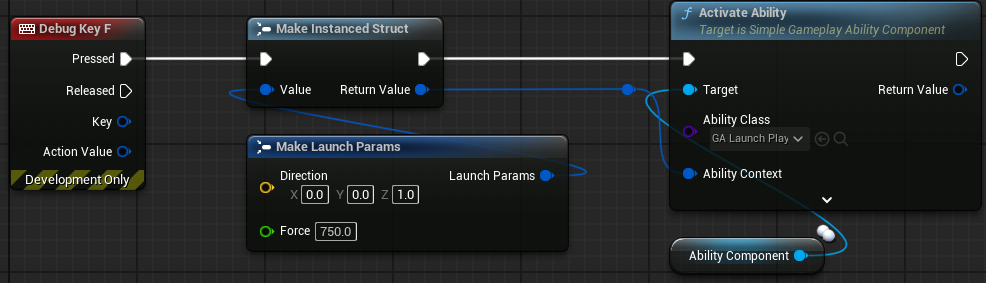 Debug Key F
Pressed
Released
Key
Action Value
Development Only
Make Instanced Struct
Value
Return Value
Make Launch Params
Direction
X 0.0 Y 0.0 Z 1.0
Launch Params
Force 750.0
Activate Ability
Target is Simple Gameplay Ability Component
Target
Return Value
Ability Class
GA Launch Play
Ability Context
Ability Component